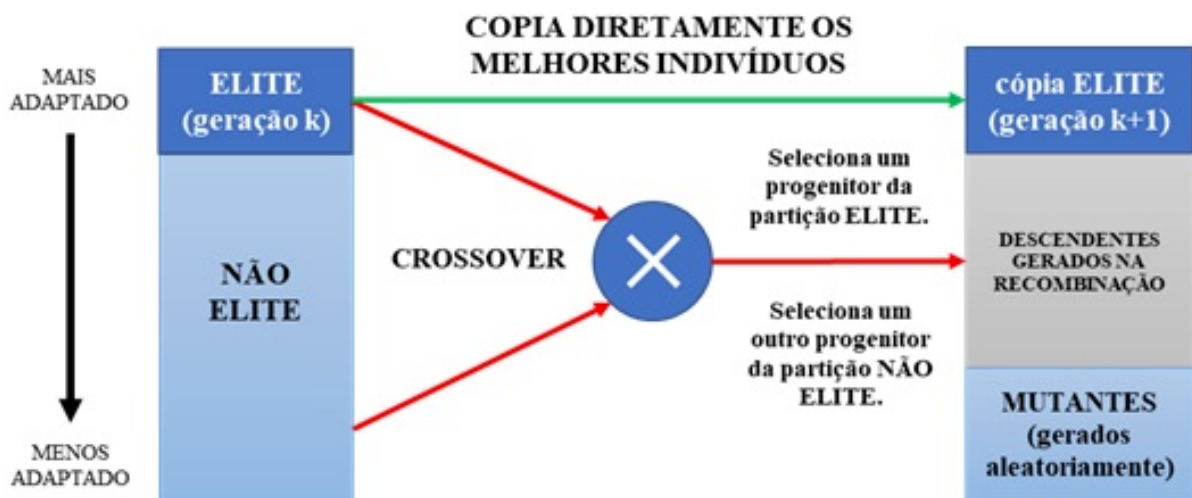 COPIA DIRETAMENTE OS
MELHORES INDIVÍDUOS
MAIS
ADAPTADO
ELITE
(geração k)
cópia ELITE
(geração k+1)
Seleciona um
progenitor da
partição ELITE.
CROSSOVER
NÃO
ELITE
DESCENDENTES
GERADOS NA
RECOMBINAÇÃO
Seleciona um
outro progenitor
da partição NÃO
ELITE.
MENOS
ADAPTADO
MUTANTES
(gerados
aleatoriamente)